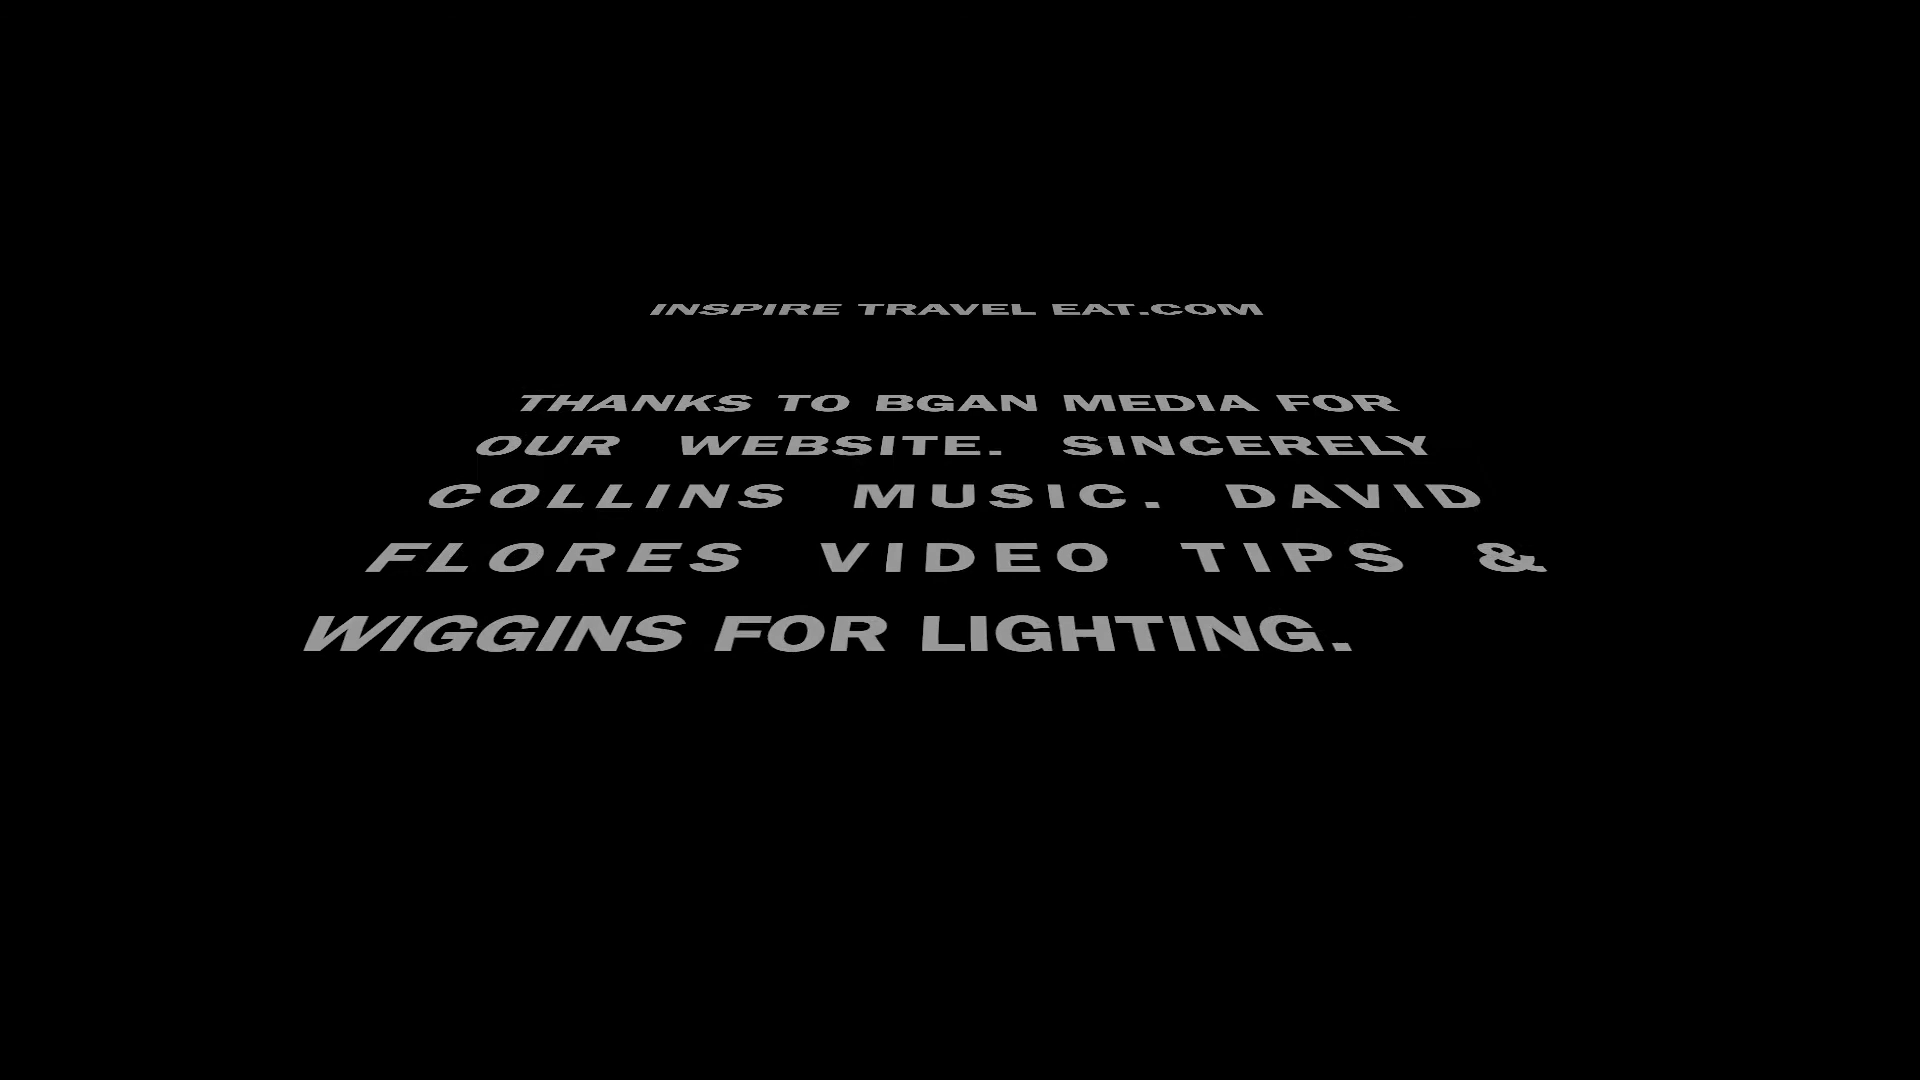 INSPIRE TRAVEL EAT.COM
THANKS TO BGAN MEDIA FOR
OUR WEBSITE. SINCERELY
COLLINS MUSIC. DAVID
FLORES VIDEO TIPS &
WIGGINS FOR LIGHTING.